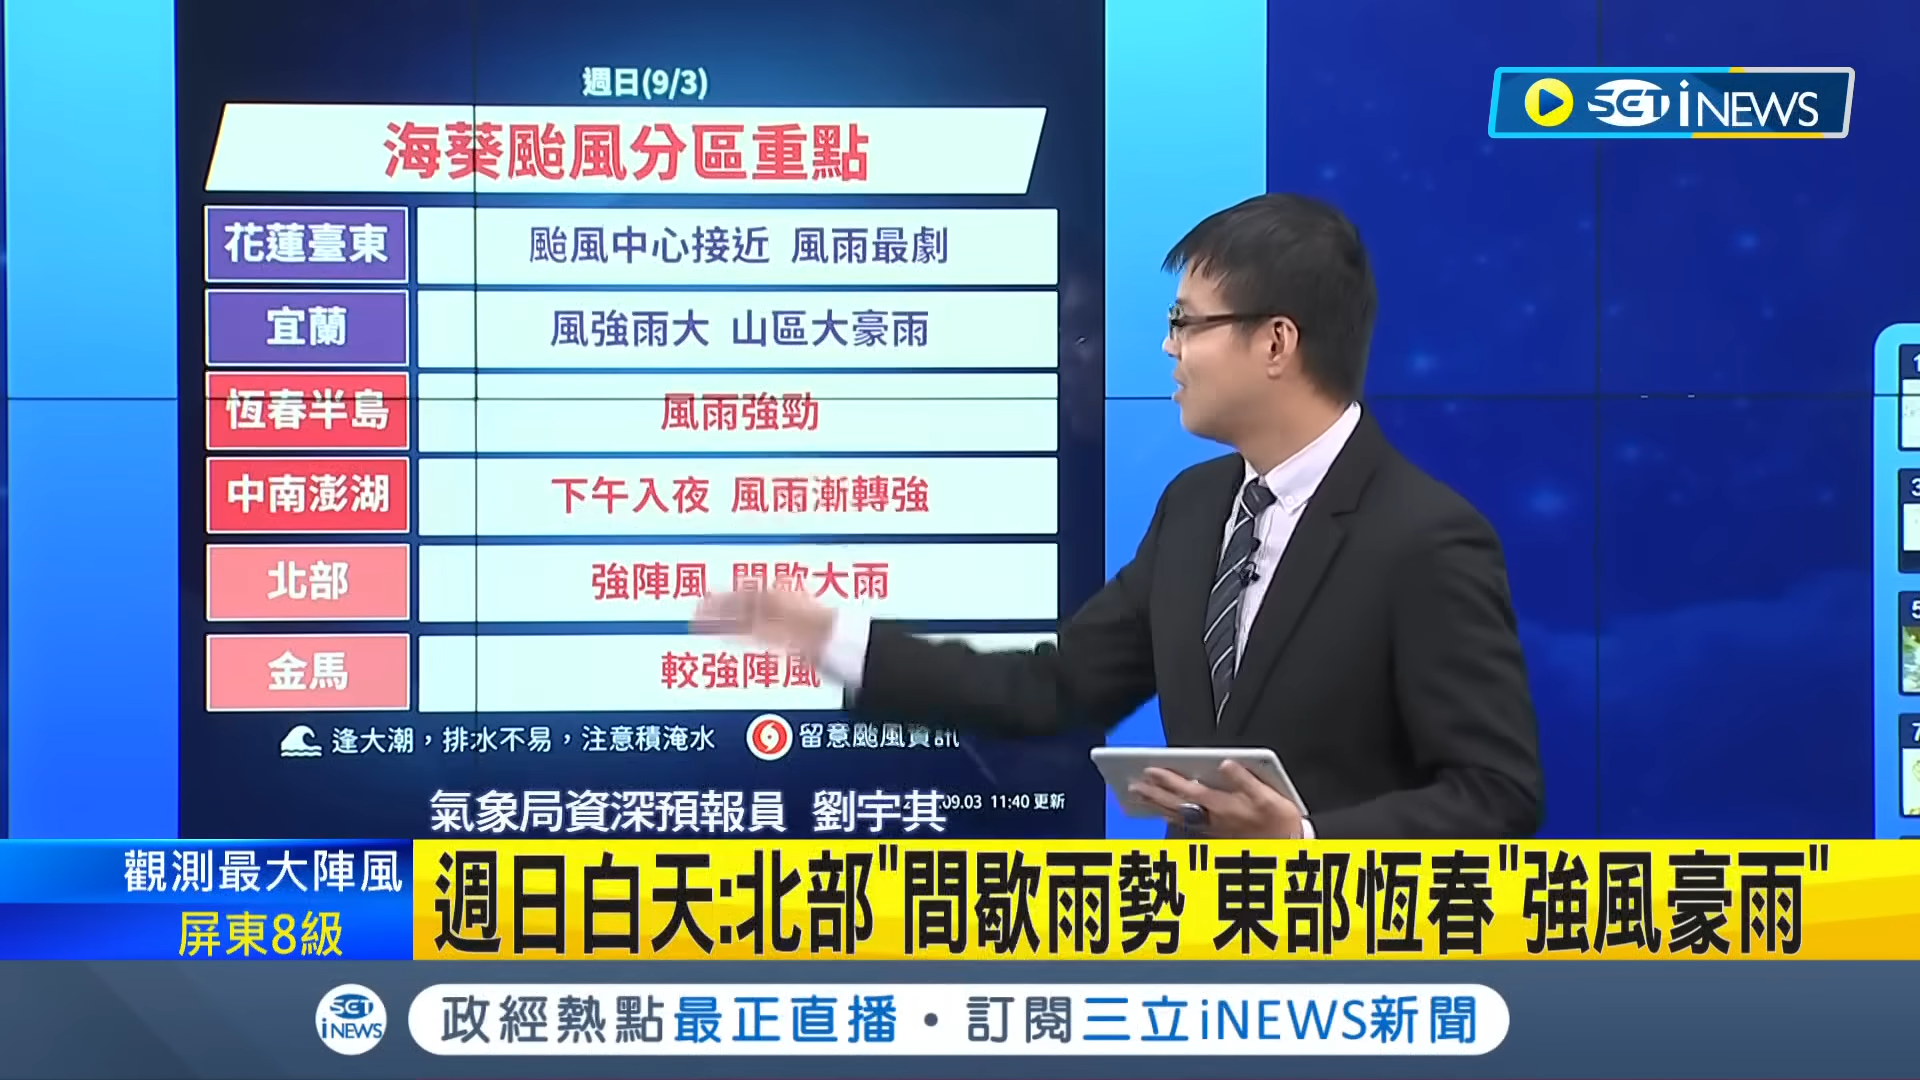 週日(9/3)
海葵颱風分區重點
花蓮臺東 颱風中心接近 風雨最劇
宜蘭 風強雨大 山區大豪雨
恆春半島 風雨強勁
中南澎湖 下午入夜 風雨漸轉強
北部 強陣風 間歇大雨
金馬 較強陣風
逢大潮，排水不易，注意積淹水 留意颱風資訊
氣象局資深預報員 劉宇其
.09.03 11:40 更新
SET iNEWS
觀測最大陣風
屏東8級
週日白天:北部"間歇雨勢"東部恆春"強風豪雨"
SET iNEWS
政經熱點最正直播・訂閱三立iNEWS新聞